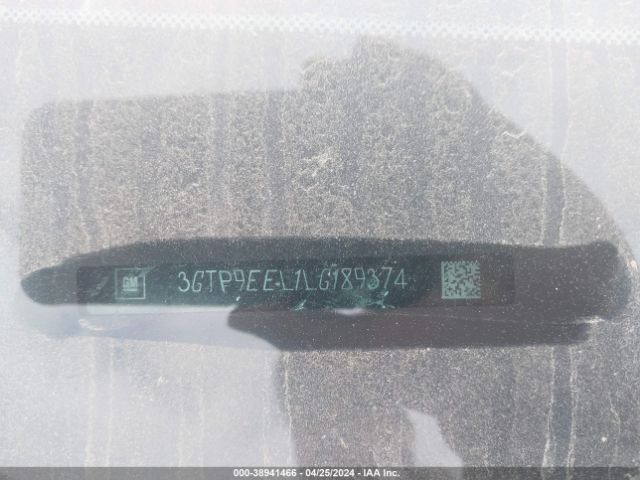 GM
3GTP9EEL1LG189374
000-38941466 - 04/25/2024 - IAA Inc.